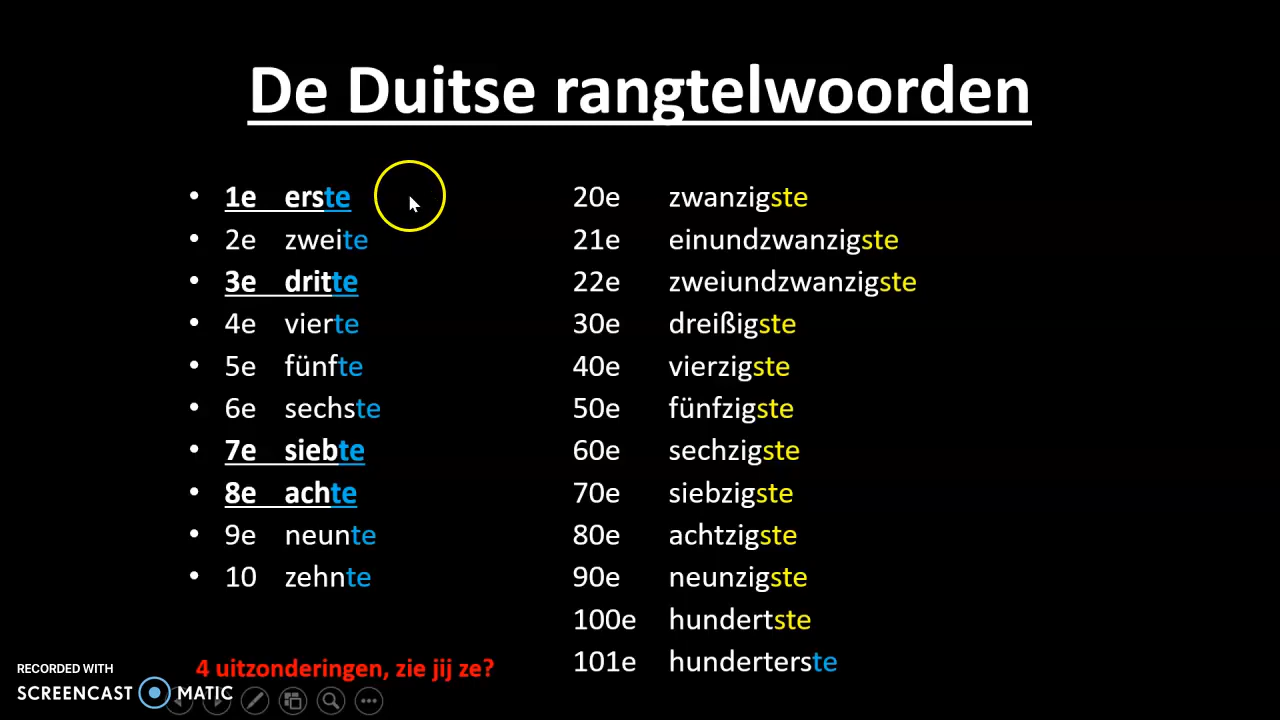 De Duitse rangtelwoorden
• 1e erste
• 2e zweite
• 3e dritte
• 4e vierte
• 5e fünfte
• 6e sechste
• 7e siebte
• 8e achte
• 9e neunte
• 10 zehnte
20e zwanzigste
21e einundzwanzigste
22e zweiundzwanzigste
30e dreißigste
40e vierzigste
50e fünfzigste
60e sechzigste
70e siebzigste
80e achtzigste
90e neunzigste
100e hundertste
101e hunderterste
4 uitzonderingen, zie jij ze?
RECORDED WITH
SCREENCAST MATIC